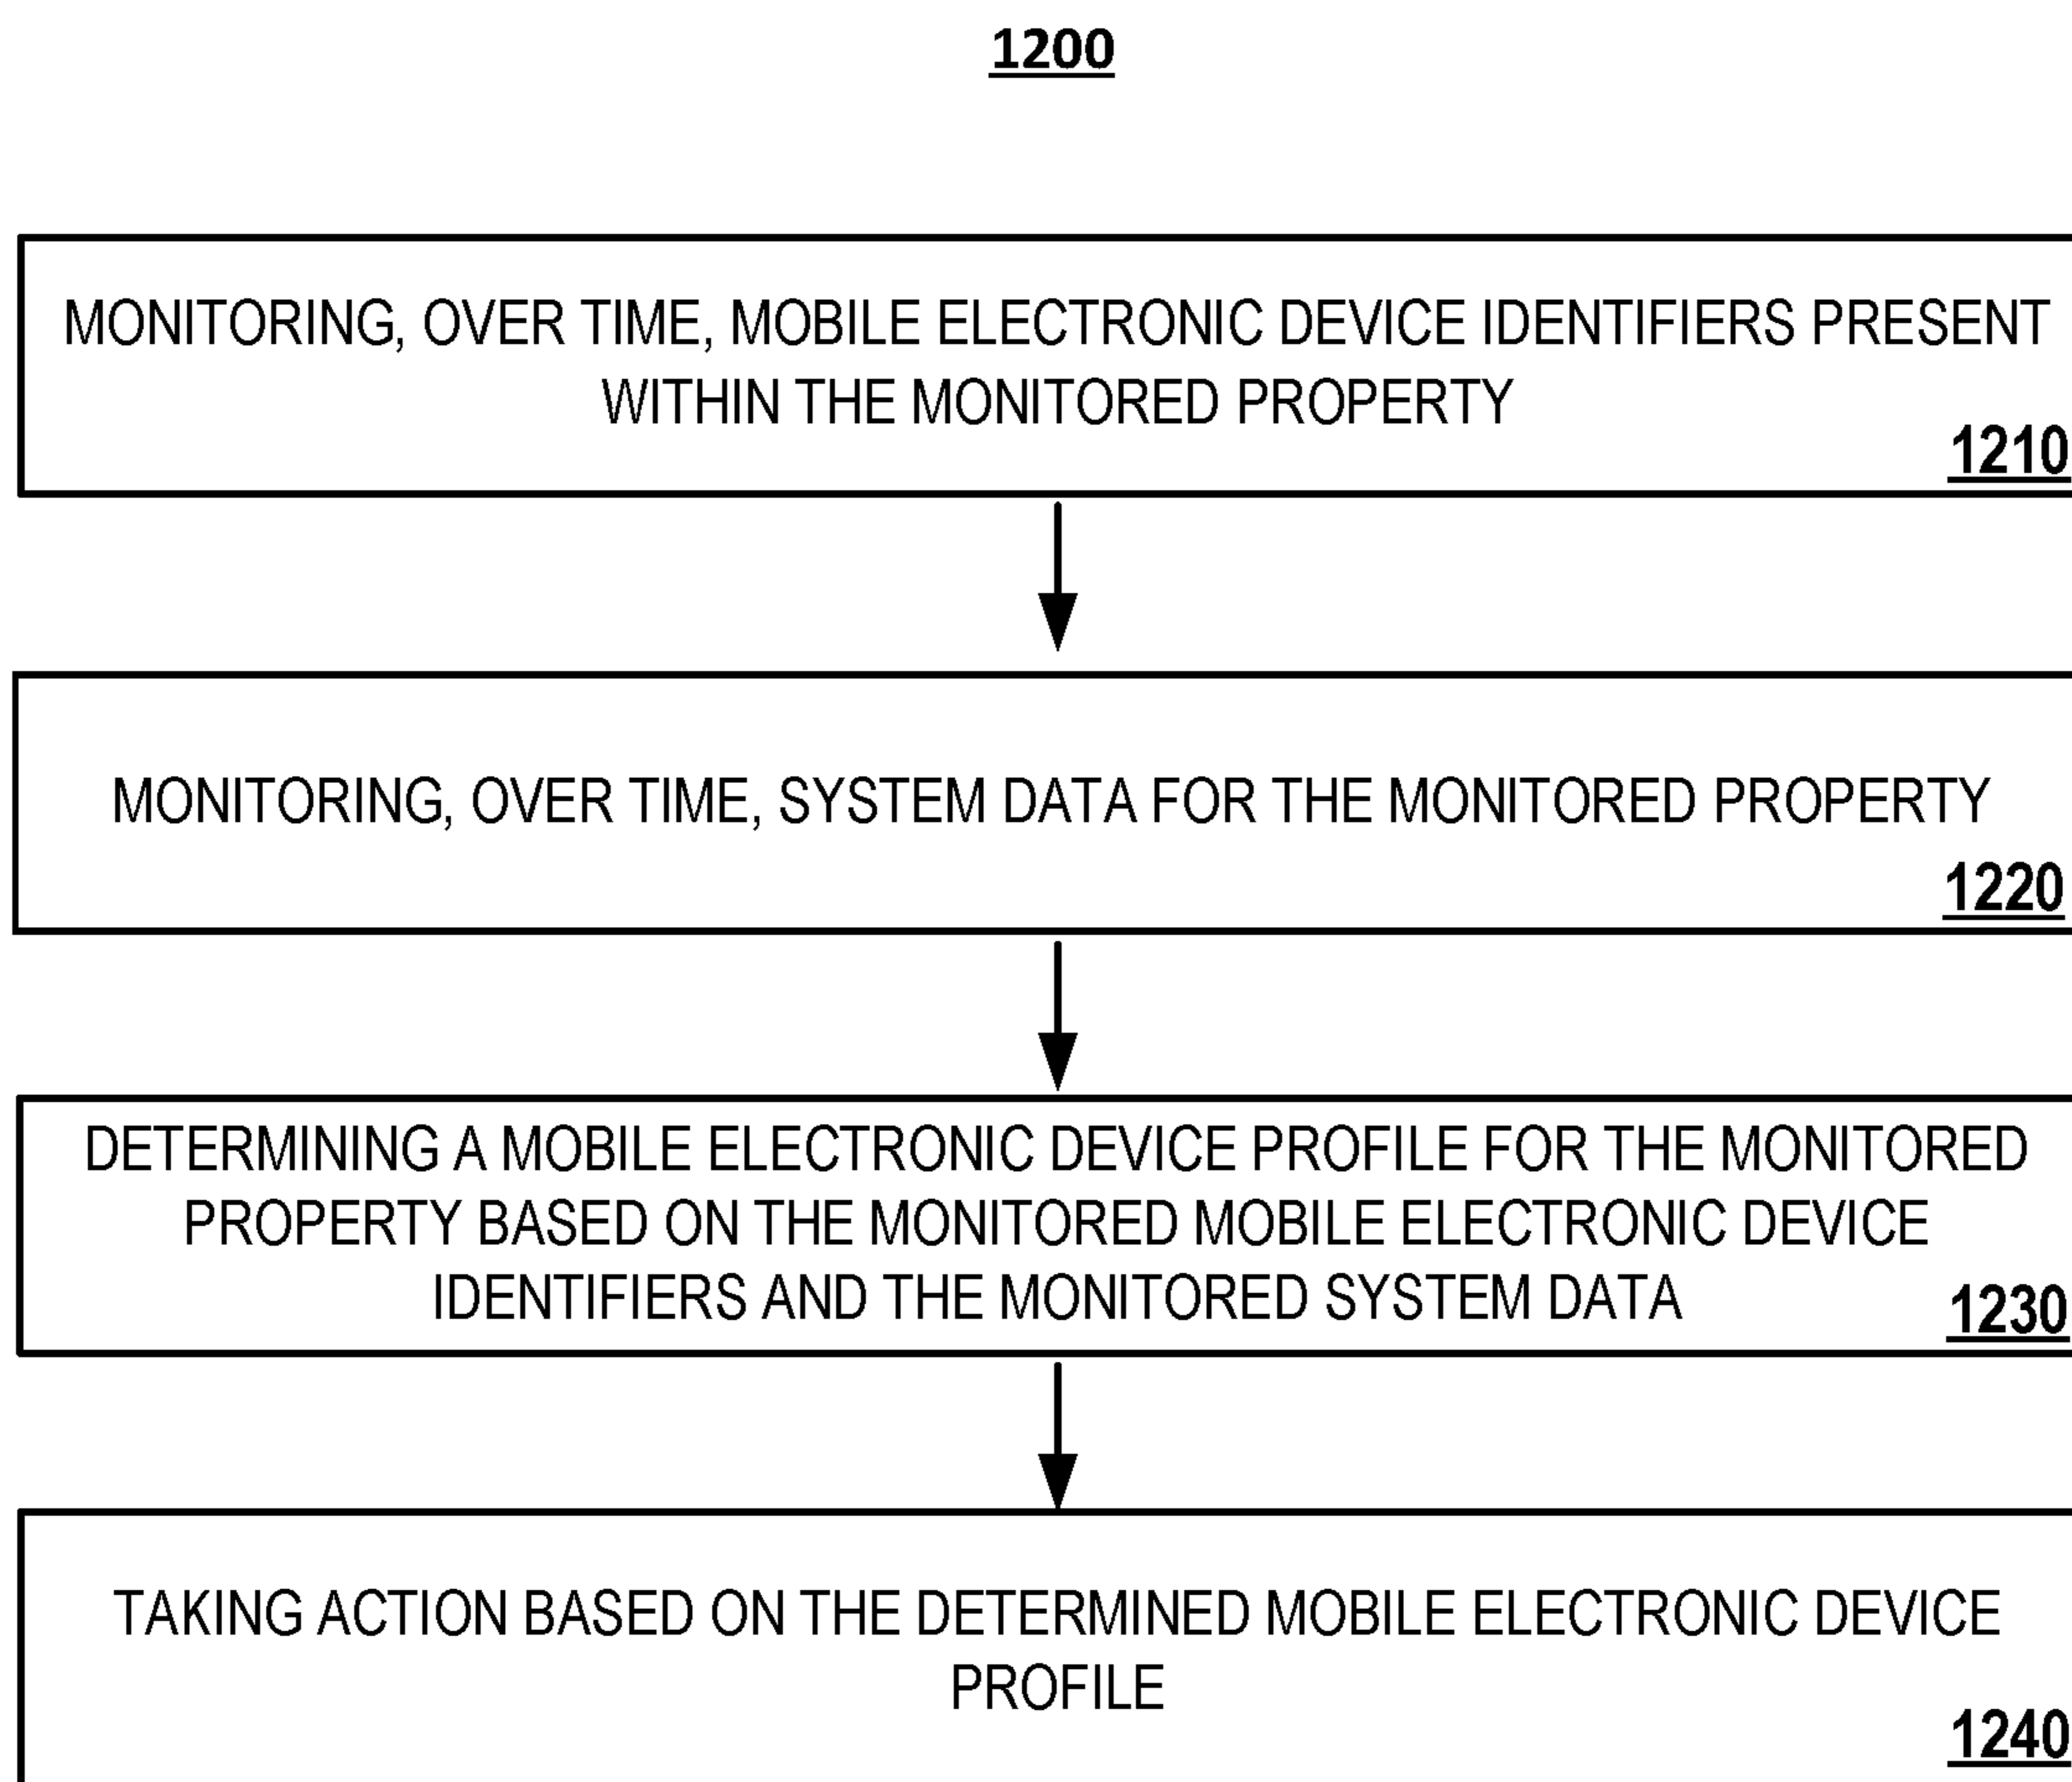 1200
MONITORING, OVER TIME, MOBILE ELECTRONIC DEVICE IDENTIFIERS PRESENT
WITHIN THE MONITORED PROPERTY
1210
MONITORING, OVER TIME, SYSTEM DATA FOR THE MONITORED PROPERTY
1220
DETERMINING A MOBILE ELECTRONIC DEVICE PROFILE FOR THE MONITORED
PROPERTY BASED ON THE MONITORED MOBILE ELECTRONIC DEVICE
IDENTIFIERS AND THE MONITORED SYSTEM DATA
1230
TAKING ACTION BASED ON THE DETERMINED MOBILE ELECTRONIC DEVICE
PROFILE
1240